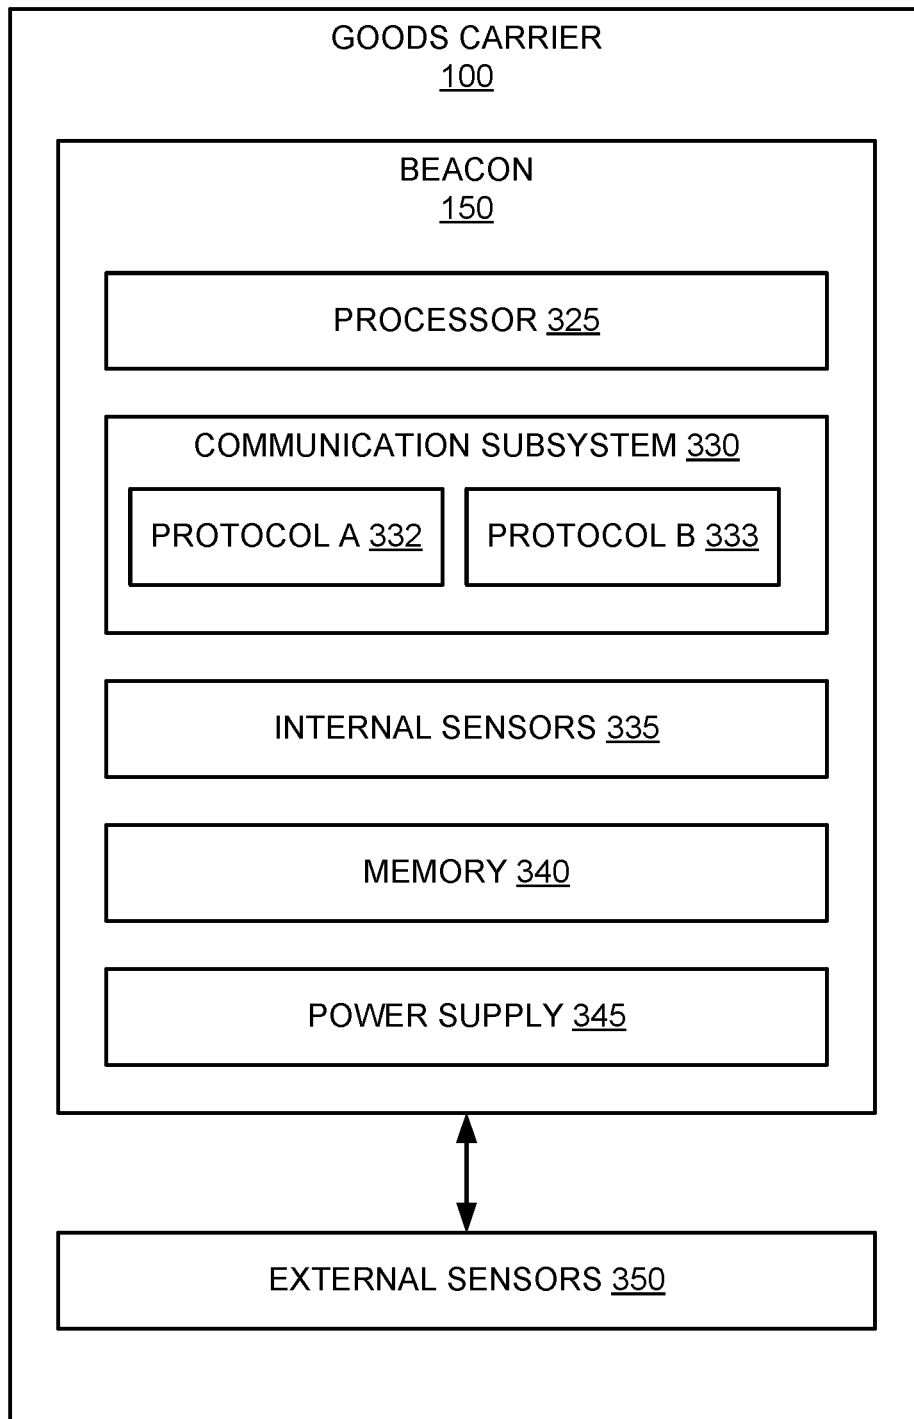 GOODS CARRIER
100
BEACON
150
PROCESSOR 325
COMMUNICATION SUBSYSTEM 330
PROTOCOL A 332
PROTOCOL B 333
INTERNAL SENSORS 335
MEMORY 340
POWER SUPPLY 345
EXTERNAL SENSORS 350